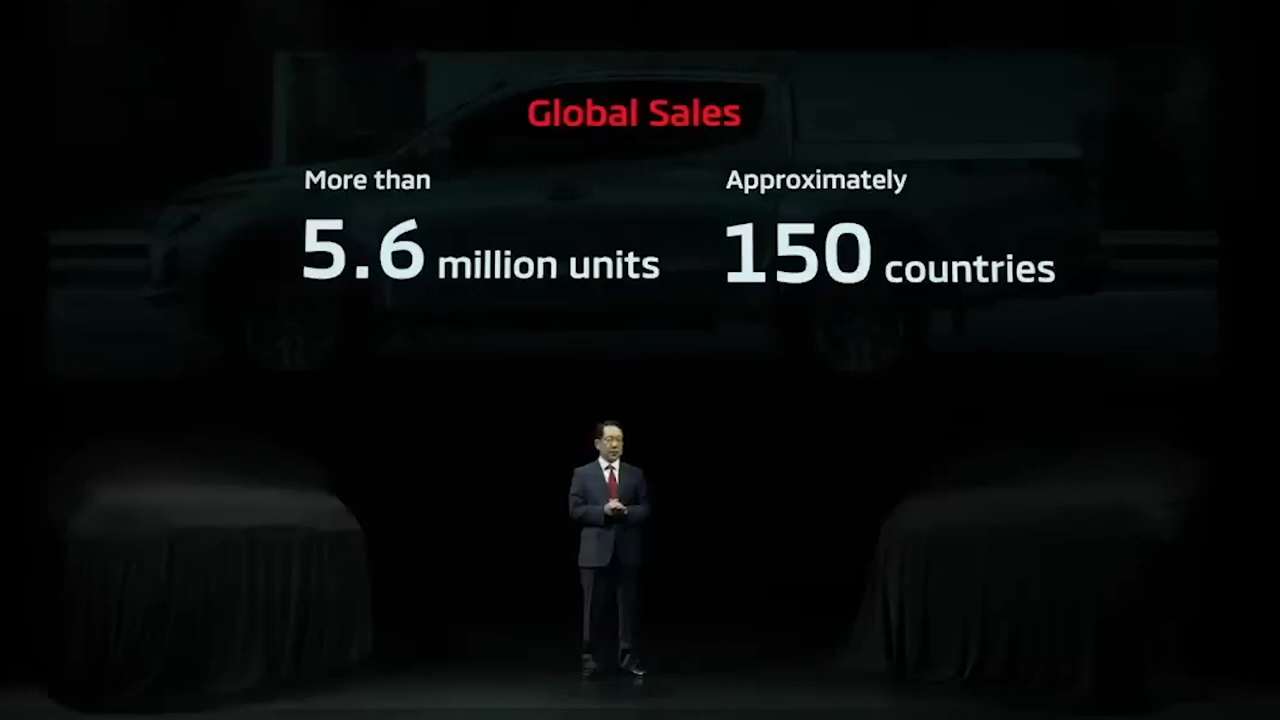 Global Sales
More than
5.6 million units
Approximately
150 countries